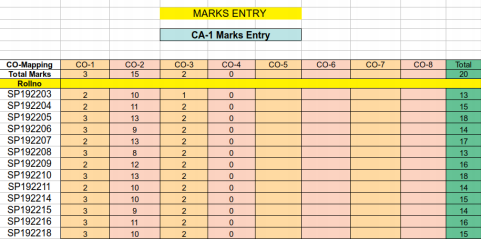 MARKS ENTRY
CA-1 Marks Entry
CO-Mapping CO-1 CO-2 CO-3 CO-4 CO-5 CO-6 CO-7 CO-8 Total
Total Marks 3 15 2 0 20
Rollno
SP192203 2 10 1 0 13
SP192204 2 11 2 0 15
SP192205 3 13 2 0 18
SP192206 3 9 2 0 14
SP192207 2 13 2 0 17
SP192208 3 8 2 0 13
SP192209 2 12 2 0 16
SP192210 3 13 2 0 18
SP192211 2 10 2 0 14
SP192214 3 10 2 0 15
SP192215 3 9 2 0 14
SP192216 3 11 2 0 16
SP192218 3 10 2 0 15